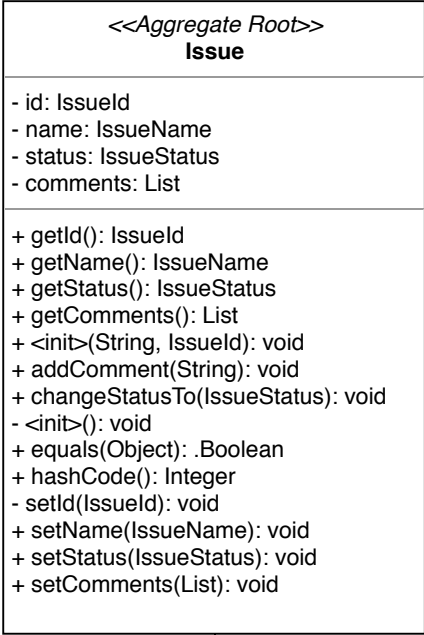 <<Aggregate Root>>
Issue
- id: IssueId
- name: IssueName
- status: IssueStatus
- comments: List
+ getId(): IssueId
+ getName(): IssueName
+ getStatus(): IssueStatus
+ getComments(): List
+ <init>(String, IssueId): void
+ addComment(String): void
+ changeStatusTo(IssueStatus): void
- <init>(): void
+ equals(Object): .Boolean
+ hashCode(): Integer
- setId(IssueId): void
+ setName(IssueName): void
+ setStatus(IssueStatus): void
+ setComments(List): void